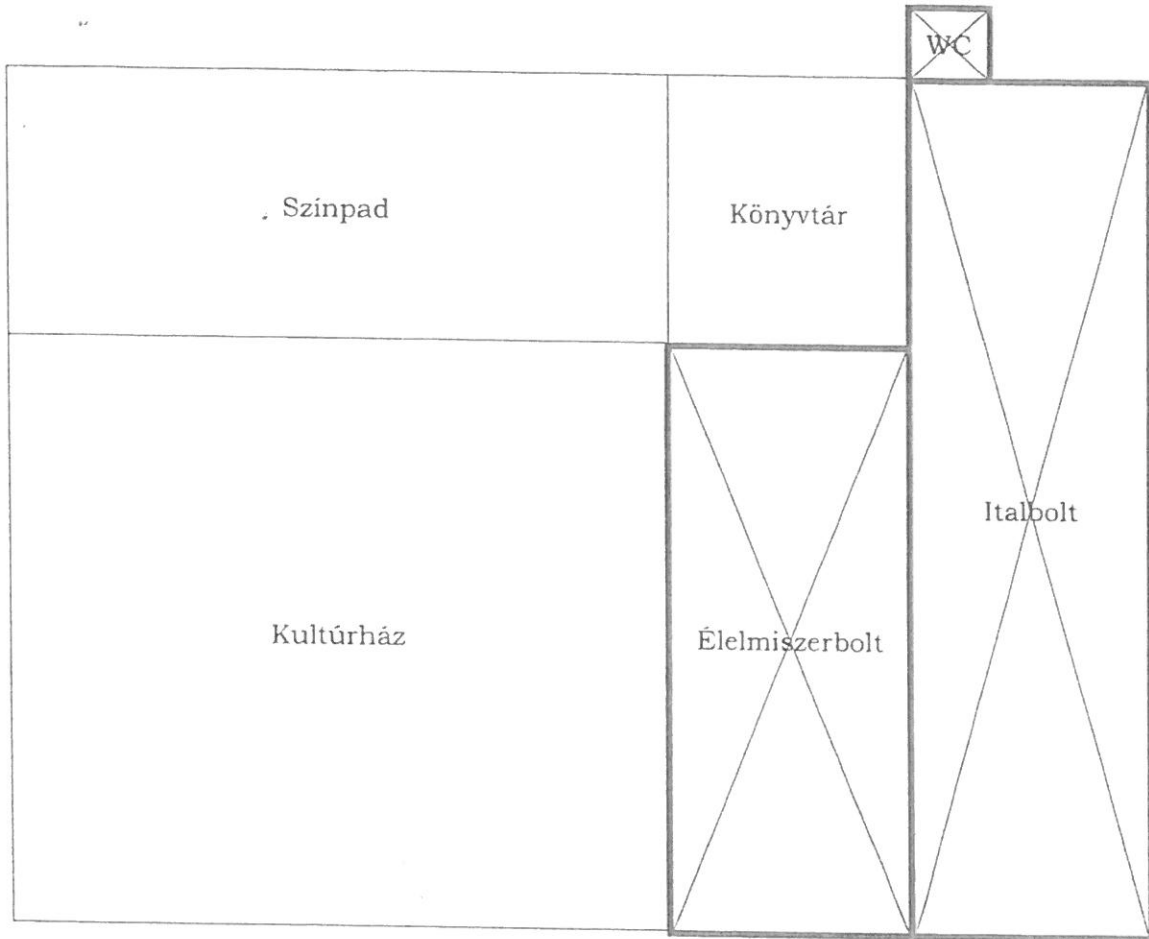 WC
Színpad
Könyvtár
Italbolt
Kultúrház
Élelmiszerbolt